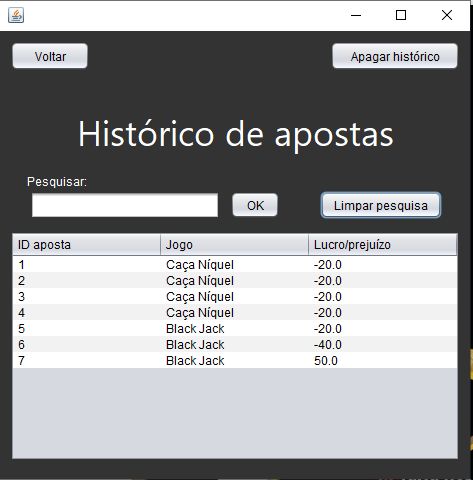 Voltar Apagar histórico
Histórico de apostas
Pesquisar:
OK Limpar pesquisa
ID aposta Jogo Lucro/prejuízo
1 Caça Níquel -20.0
2 Caça Níquel -20.0
3 Caça Níquel -20.0
4 Caça Níquel -20.0
5 Black Jack -20.0
6 Black Jack -40.0
7 Black Jack 50.0